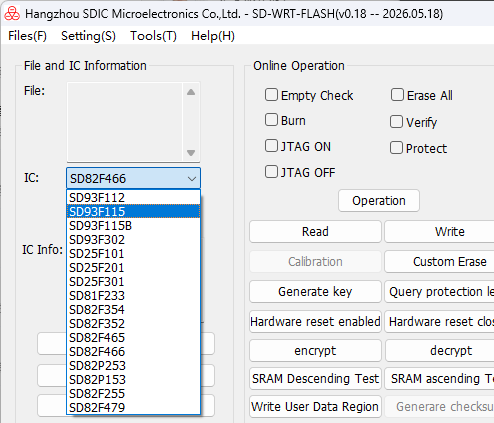 Hangzhou SDIC Microelectronics Co.,Ltd. - SD-WRT-FLASH(v0.18 -- 2026.05.18)
Files(F) Setting(S) Tools(T) Help(H)
File and IC Information
File:
IC:
SD82F466
SD93F112
SD93F115
SD93F115B
SD93F302
SD25F101
SD25F201
SD25F301
SD81F233
SD82F354
SD82F352
SD82F465
SD82F466
SD82P253
SD82P153
SD82F255
SD82F479
IC Info:
Online Operation
Empty Check
Erase All
Burn
Verify
JTAG ON
Protect
JTAG OFF
Operation
Read
Write
Calibration
Custom Erase
Generate key
Query protection le
Hardware reset enabled
Hardware reset clos
encrypt
decrypt
SRAM Descending Test
SRAM ascending Te
Write User Data Region
Generare checksu